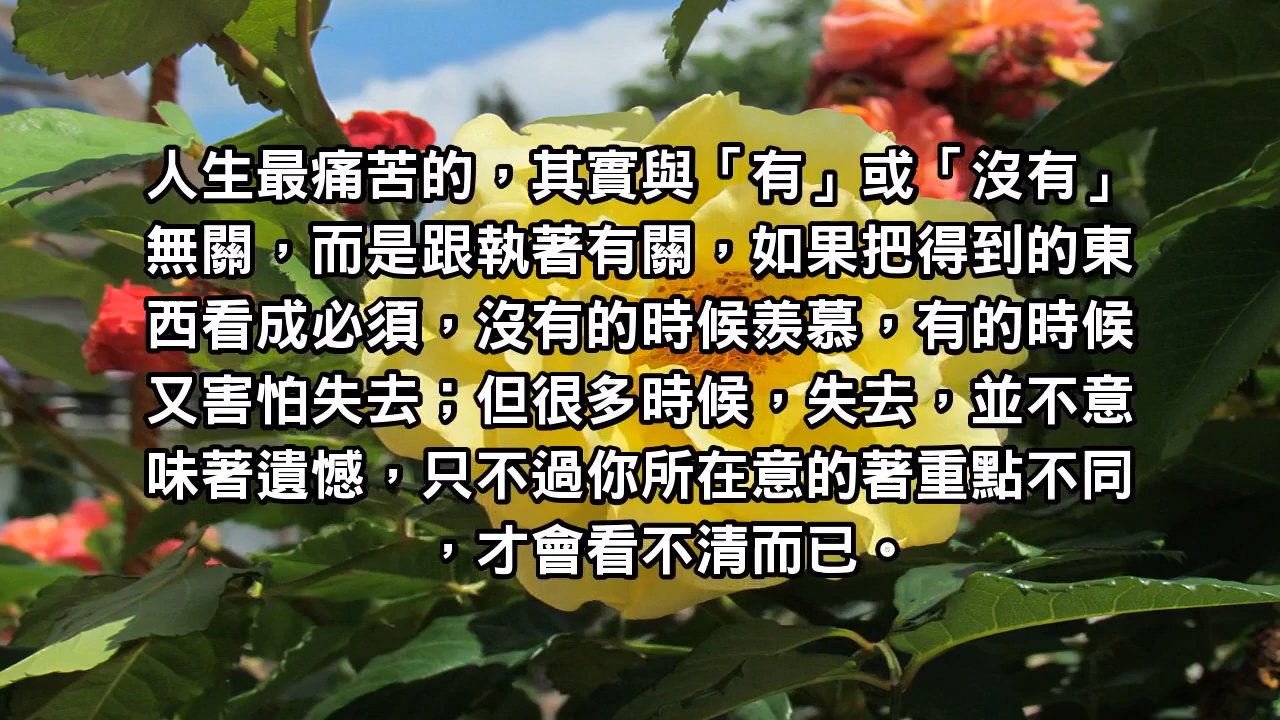 人生最痛苦的，其實與「有」或「沒有」
無關，而是跟執著有關，如果把得到的東
西看成必須，沒有的時候羨慕，有的時候
又害怕失去；但很多時候，失去，並不意
味著遺憾，只不過你所在意的著重點不同
，才會看不清而已。